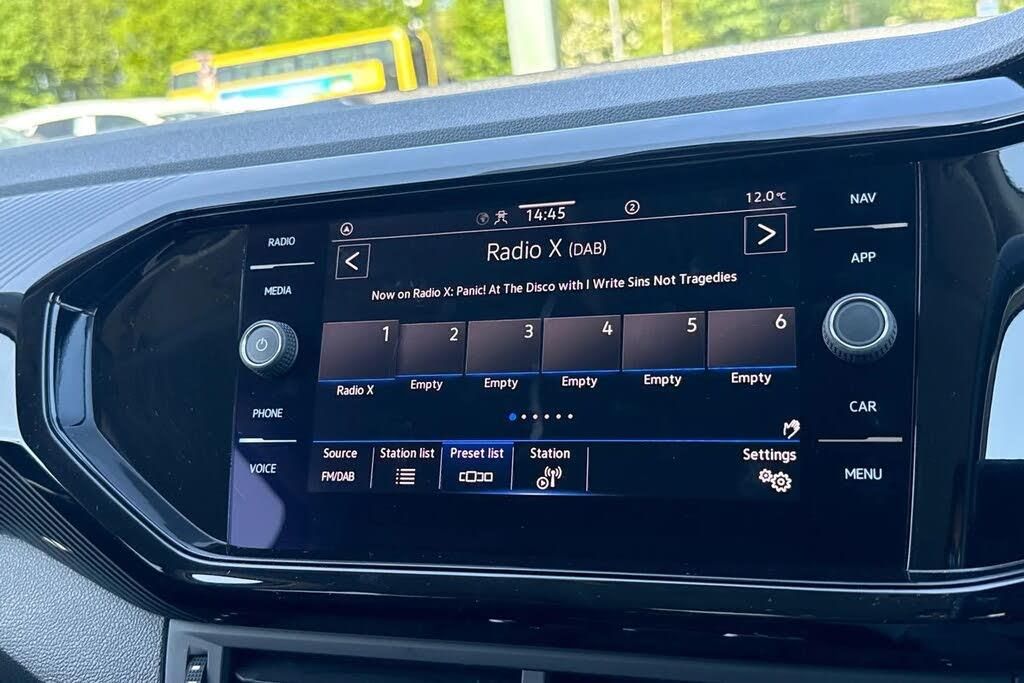 14:45
2
12.0°C
RADIO
MEDIA
PHONE
VOICE
NAV
APP
CAR
MENU
A
<
Radio X (DAB)
>
Now on Radio X: Panic! At The Disco with I Write Sins Not Tragedies
1 2 3 4 5 6
Radio X Empty Empty Empty Empty Empty
Source Station list Preset list Station Settings
FM/DAB